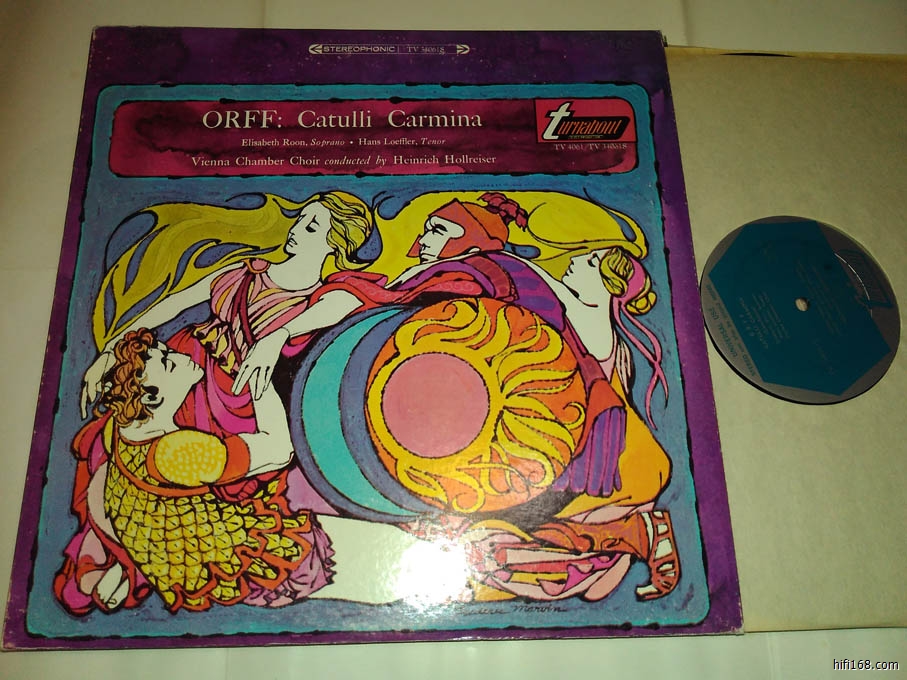 STEREOPHONIC TV 34061S
ORFF: Catulli Carmina
Elisabeth Roon, Soprano • Hans Loeffler, Tenor
Vienna Chamber Choir conducted by Heinrich Hollreiser
turnabout
TV 4061/TV 34061S
Marvin
hifi168.com